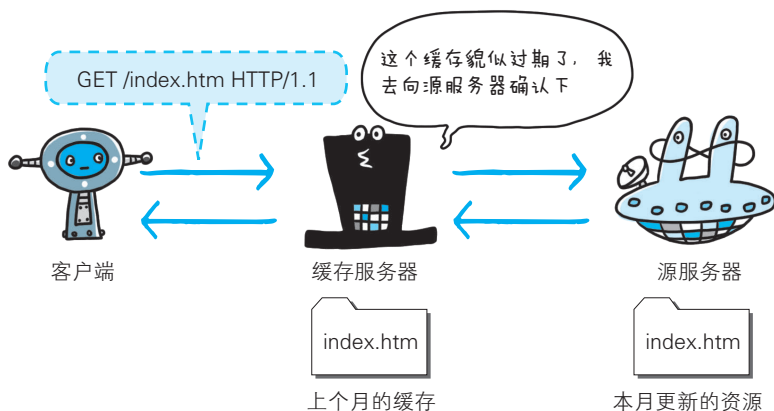 GET /index.htm HTTP/1.1
这个缓存貌似过期了，我
去向源服务器确认下
客户端
缓存服务器
源服务器
index.htm
index.htm
上个月的缓存
本月更新的资源